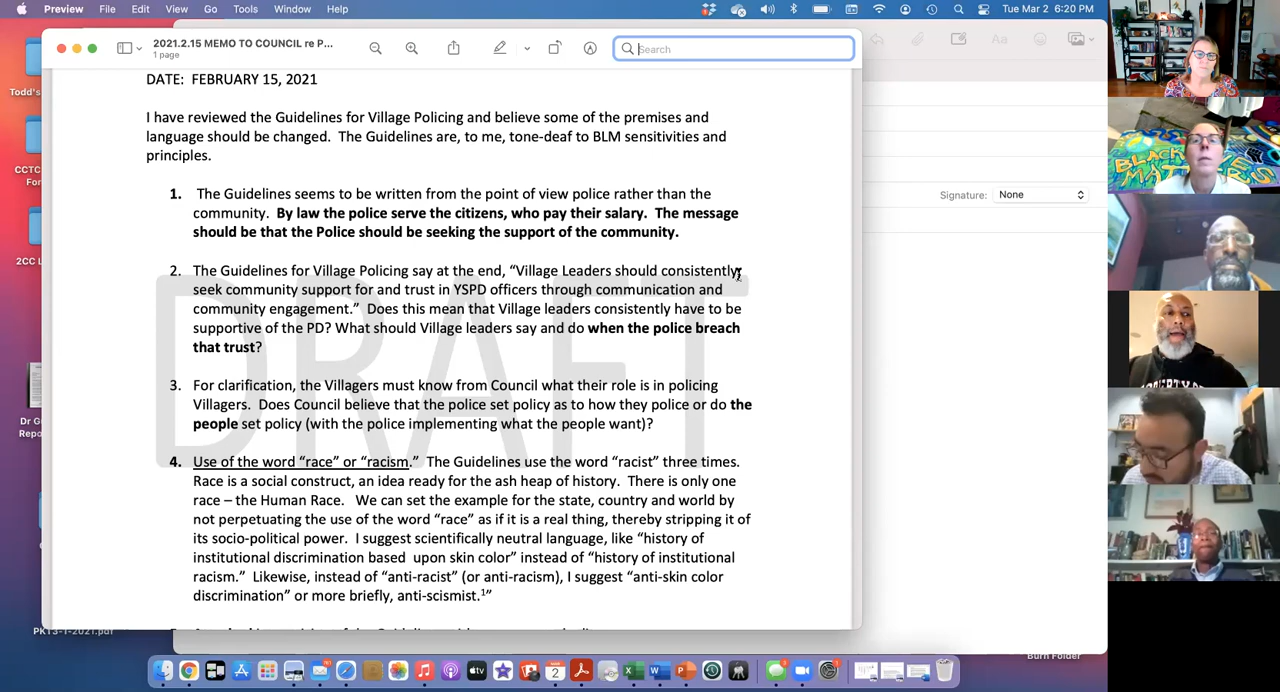 Preview File Edit View Go Tools Window Help
Tue Mar 2 6:20 PM
2021.2.15 MEMO TO COUNCIL re P...
1 page
Search
DATE: FEBRUARY 15, 2021
I have reviewed the Guidelines for Village Policing and believe some of the premises and
language should be changed. The Guidelines are, to me, tone-deaf to BLM sensitivities and
principles.
1. The Guidelines seems to be written from the point of view police rather than the
community. By law the police serve the citizens, who pay their salary. The message
should be that the Police should be seeking the support of the community.
2. The Guidelines for Village Policing say at the end, “Village Leaders should consistently
seek community support for and trust in YSPD officers through communication and
community engagement.” Does this mean that Village leaders consistently have to be
supportive of the PD? What should Village leaders say and do when the police breach
that trust?
3. For clarification, the Villagers must know from Council what their role is in policing
Villagers. Does Council believe that the police set policy as to how they police or do the
people set policy (with the police implementing what the people want)?
4. Use of the word “race” or “racism.” The Guidelines use the word “racist” three times.
Race is a social construct, an idea ready for the ash heap of history. There is only one
race – the Human Race. We can set the example for the state, country and world by
not perpetuating the use of the word “race” as if it is a real thing, thereby stripping it of
its socio-political power. I suggest scientifically neutral language, like “history of
institutional discrimination based upon skin color” instead of “history of institutional
racism.” Likewise, instead of “anti-racist” (or anti-racism), I suggest “anti-skin color
discrimination” or more briefly, anti-scismist.1”
DRAFT
Signature: None
Todd's
CCTC
For
2CC L
Dr G
Repo
PKT3-1-2021.pdf
Burn Folder
BLACK LIVES
MATTER